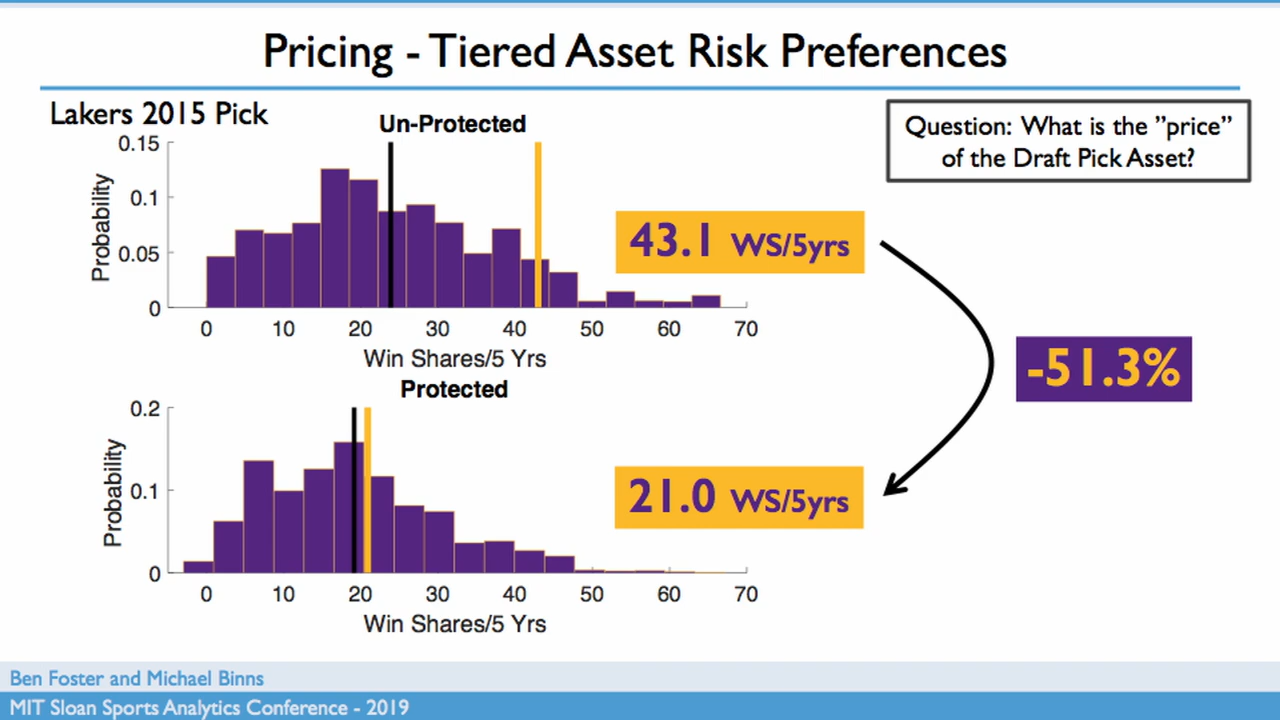 Pricing - Tiered Asset Risk Preferences
Lakers 2015 Pick
Question: What is the ”price”
of the Draft Pick Asset?
Un-Protected
0.15
0.1
0.05
0
Probability
0 10 20 30 40 50 60 70
Win Shares/5 Yrs
43.1 WS/5yrs
-51.3%
Protected
0.2
0.1
0
Probability
0 10 20 30 40 50 60 70
Win Shares/5 Yrs
21.0 WS/5yrs
Ben Foster and Michael Binns
MIT Sloan Sports Analytics Conference - 2019